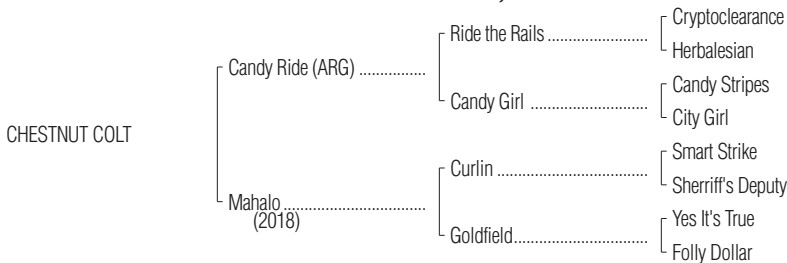 Cryptoclearance
Ride the Rails ......................
Herbalesian
Candy Ride (ARG) ................
Candy Stripes
Candy Girl .........................
City Girl
CHESTNUT COLT
Smart Strike
Curlin ................................
Sherriff's Deputy
Mahalo ..................................
(2018)
Yes It's True
Goldfield..............................
Folly Dollar